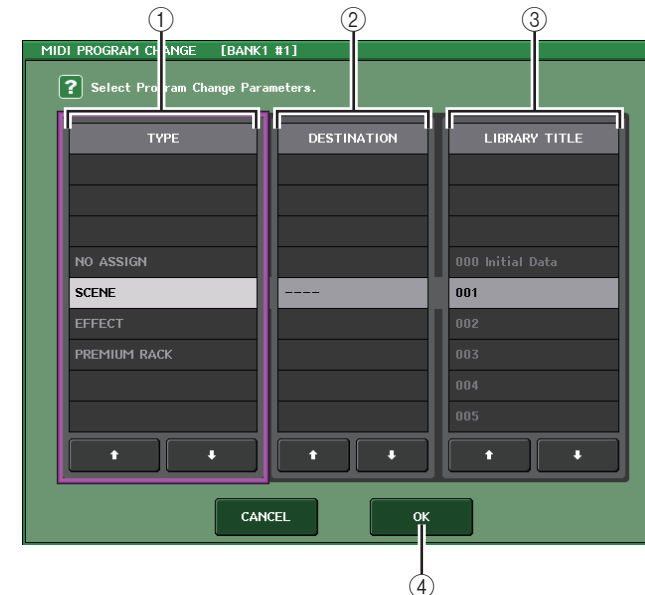 ① ② ③
MIDI PROGRAM CHANGE [BANK1 #1]
? Select Program Change Parameters.
TYPE DESTINATION LIBRARY TITLE
NO ASSIGN 000 Initial Data
SCENE ---- 001
EFFECT 002
PREMIUM RACK 003
004
005
CANCEL OK
④